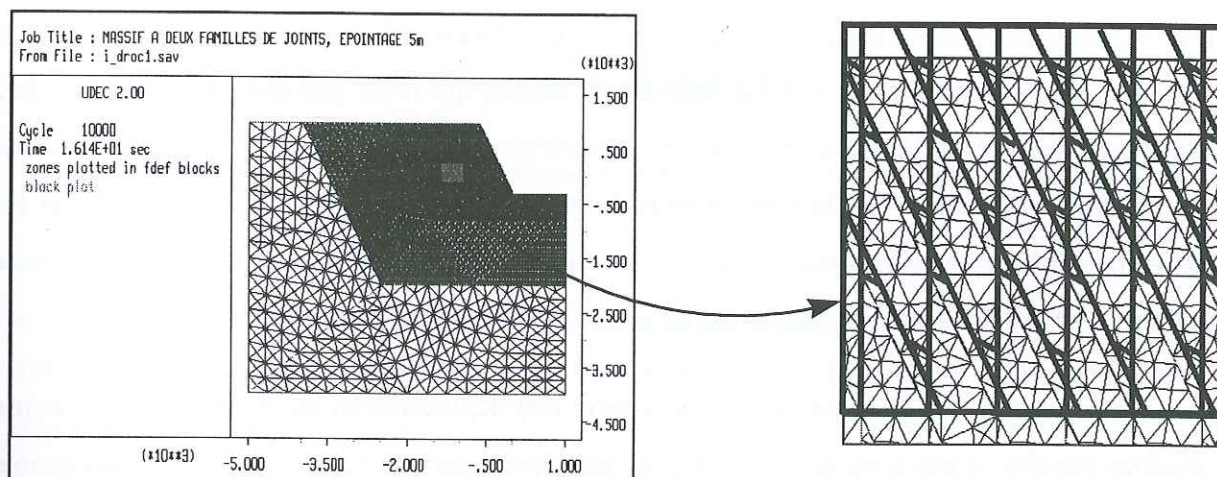 Job Title : MASSIF A DEUX FAMILLES DE JOINTS, EPOINTAGE 5m
From File : i_droc1.sav
(*10**3)
UDEC 2.00
Cycle 10000
Time 1.614E+01 sec
zones plotted in fdef blocks
block plot
1.500
.500
-.500
-1.500
-2.500
-3.500
-4.500
(*10**3)
-5.000 -3.500 -2.000 -.500 1.000